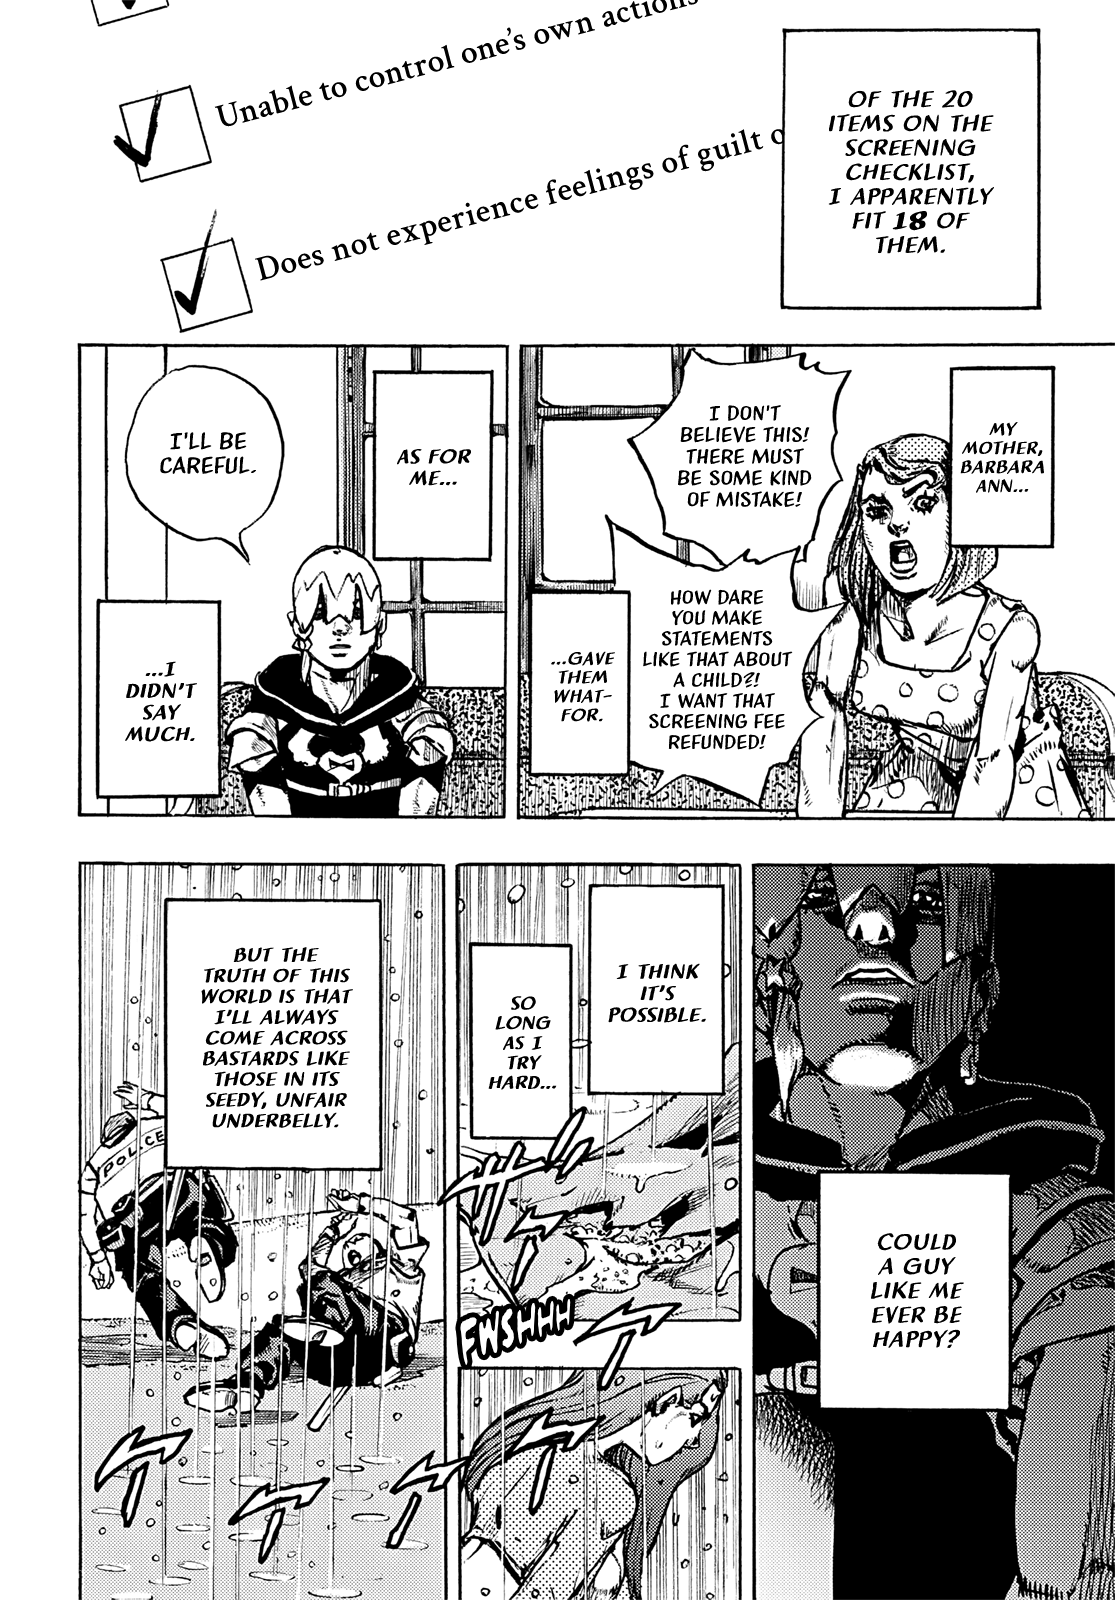 Unable to control one's own actions
Does not experience feelings of guilt o
OF THE 20
ITEMS ON THE
SCREENING
CHECKLIST,
I APPARENTLY
FIT 18 OF
THEM.
MY
MOTHER,
BARBARA
ANN...
I DON'T
BELIEVE THIS!
THERE MUST
BE SOME KIND
OF MISTAKE!
HOW DARE
YOU MAKE
STATEMENTS
LIKE THAT ABOUT
A CHILD?!
I WANT THAT
SCREENING FEE
REFUNDED!
...GAVE
THEM
WHAT-
FOR.
AS FOR
ME...
I'LL BE
CAREFUL.
...I
DIDN'T
SAY
MUCH.
COULD
A GUY
LIKE ME
EVER BE
HAPPY?
I THINK
IT'S
POSSIBLE.
SO
LONG
AS I
TRY
HARD...
FWSHHH
BUT THE
TRUTH OF THIS
WORLD IS THAT
I'LL ALWAYS
COME ACROSS
BASTARDS LIKE
THOSE IN ITS
SEEDY, UNFAIR
UNDERBELLY.
POLICE